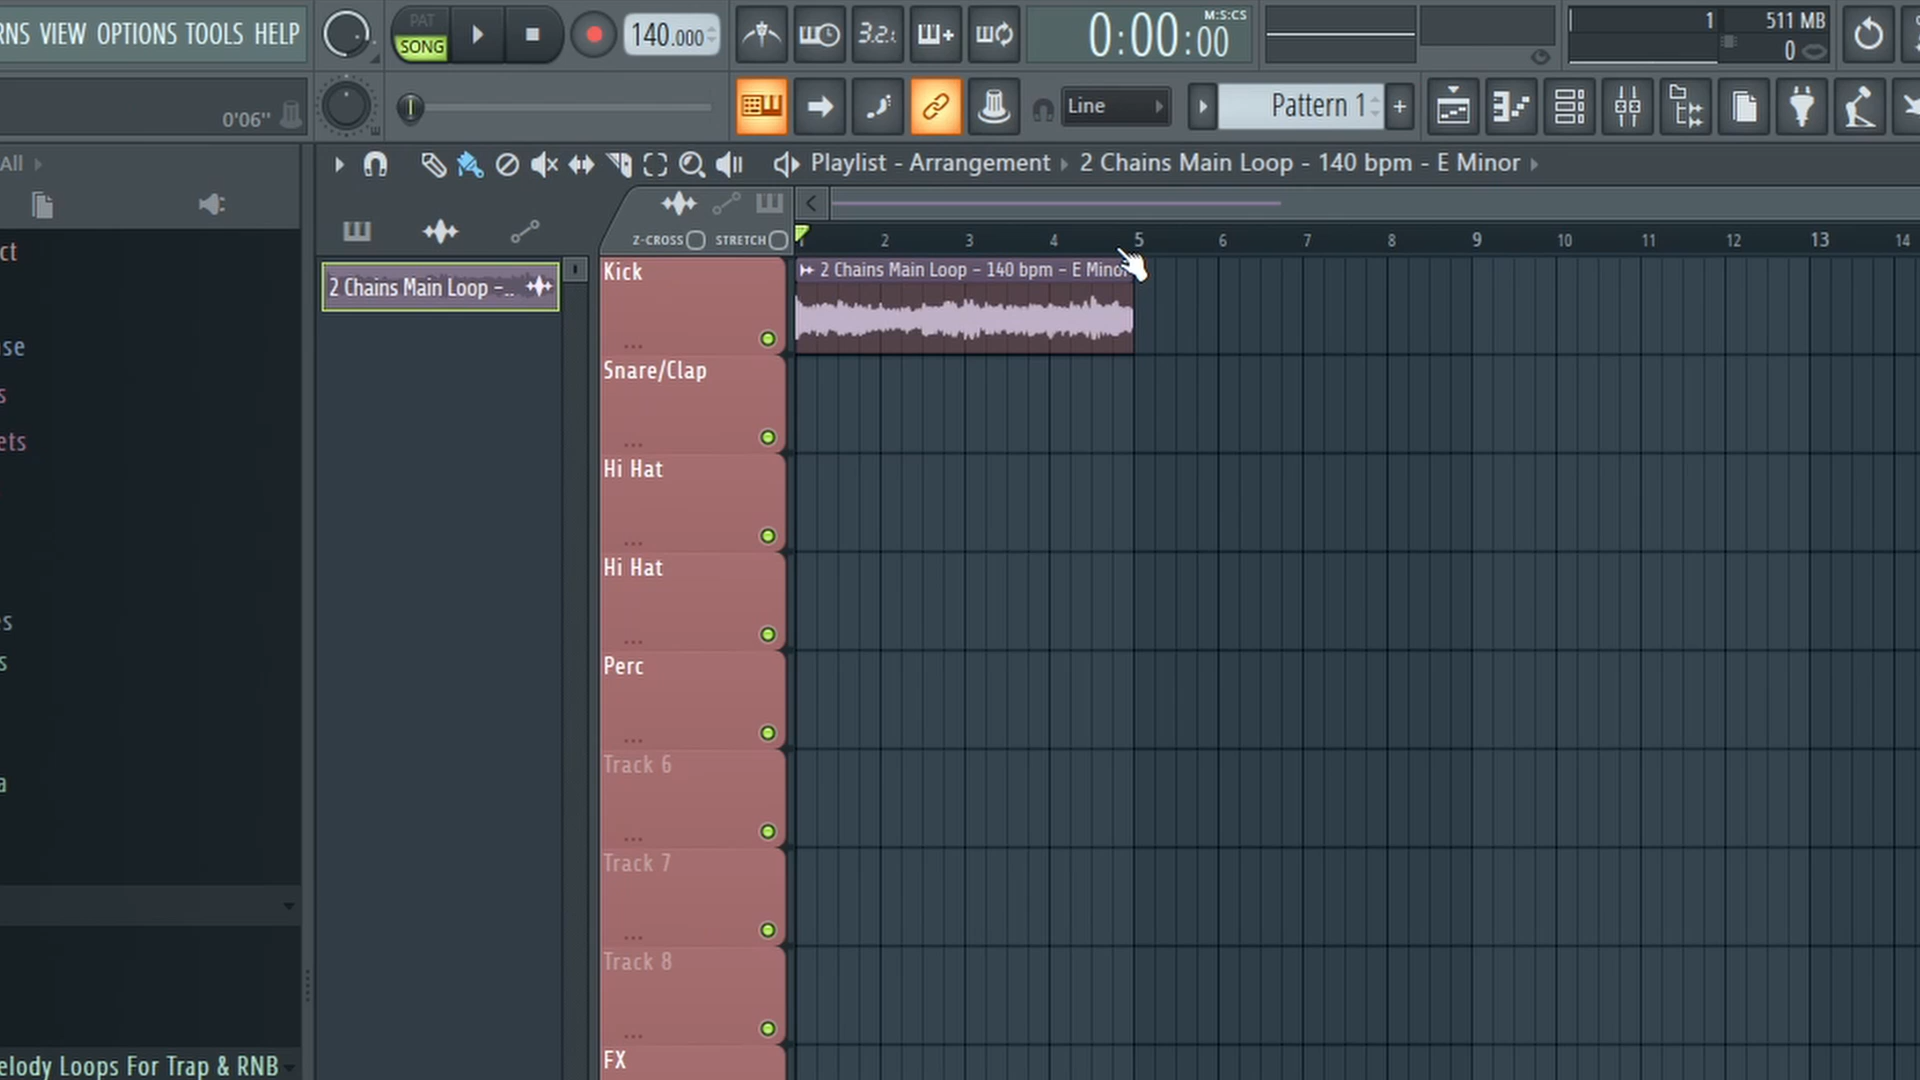 RNS VIEW OPTIONS TOOLS HELP
PAT
SONG
140.000
3.2.
0:00:00
M:S:CS
1
511 MB
0
0'06"
Line
Pattern 1
+
All
Playlist - Arrangement
2 Chains Main Loop - 140 bpm - E Minor
Z-CROSS
STRETCH
1 2 3 4 5 6 7 8 9 10 11 12 13 14
ct
se
s
ets
es
s
a
elody Loops For Trap & RNB
2 Chains Main Loop -..
Kick
2 Chains Main Loop - 140 bpm - E Minor
Snare/Clap
Hi Hat
Hi Hat
Perc
Track 6
Track 7
Track 8
FX